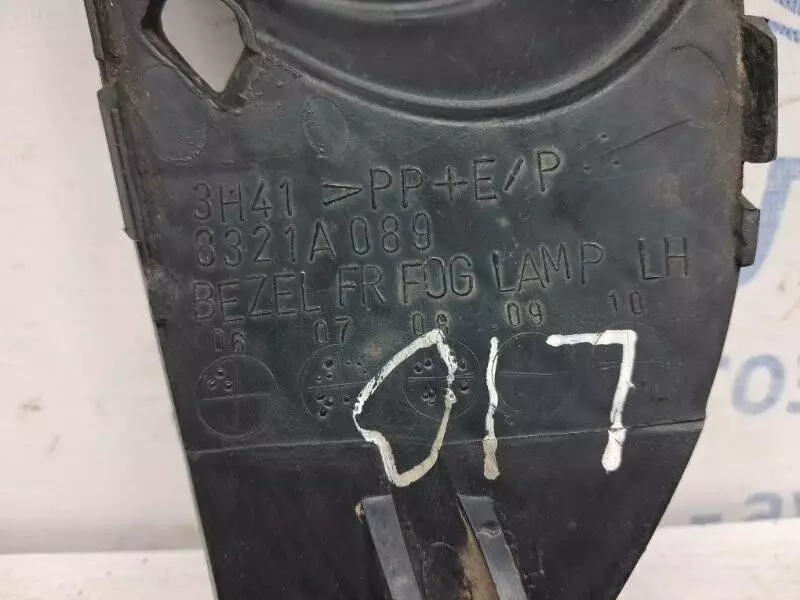 3H41 >PP+E/P
8321A089
BEZEL FR FOG LAMP LH
06 07 08 09 10
017